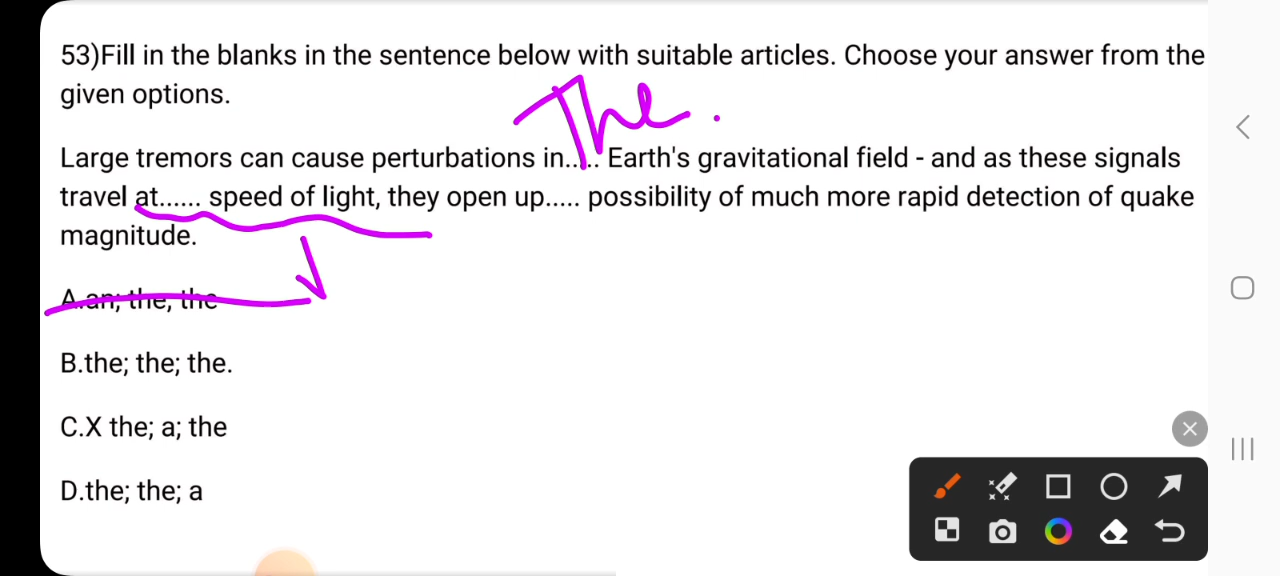 53)Fill in the blanks in the sentence below with suitable articles. Choose your answer from the
given options.
The.
Large tremors can cause perturbations in..... Earth's gravitational field - and as these signals
travel at...... speed of light, they open up..... possibility of much more rapid detection of quake
magnitude.
A.an; the; the
B.the; the; the.
C.X the; a; the
D.the; the; a